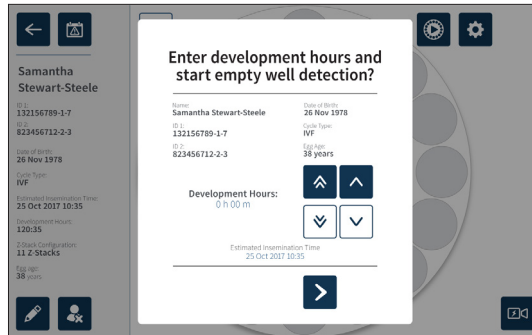 Samantha
Stewart-Steele
ID 1:
132156789-1-7
ID 2:
823456712-2-3
Date of Birth:
26 Nov 1978
Cycle Type:
IVF
Estimated Insemination Time:
25 Oct 2017 10:35
Development Hours:
120:35
Z-Stack Configuration:
11 Z-Stacks
Egg Age:
38 years
Enter development hours and
start empty well detection?
Name:
Samantha Stewart-Steele
Date of Birth:
26 Nov 1978
ID 1:
132156789-1-7
Cycle Type:
IVF
ID 2:
823456712-2-3
Egg Age:
38 years
Development Hours:
0 h 00 m
Estimated Insemination Time
25 Oct 2017 10:35